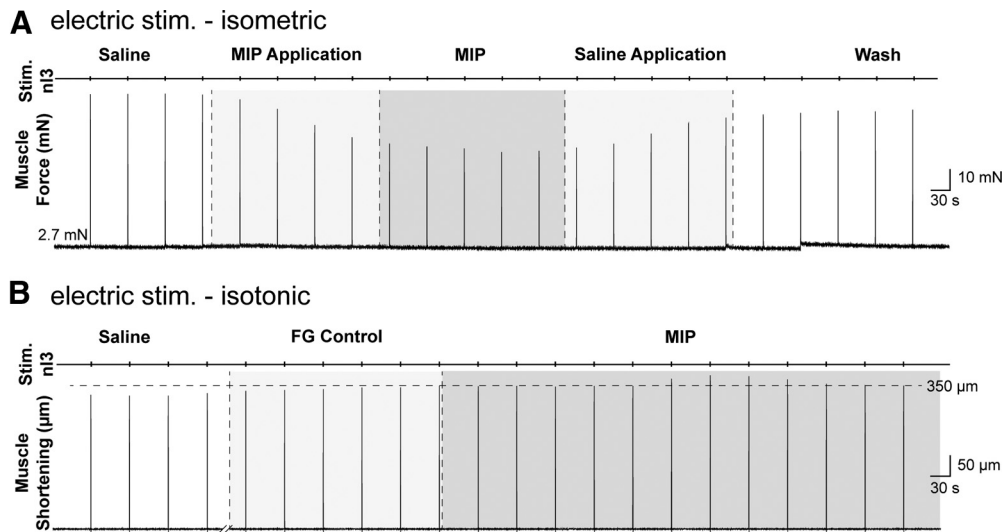 A electric stim. - isometric
Saline MIP Application MIP Saline Application Wash
Stim.
nl3
Muscle
Force (mN)
2.7 mN
10 mN
30 s
B electric stim. - isotonic
Saline FG Control MIP
Stim.
nl3
Muscle
Shortening (µm)
350 µm
50 µm
30 s